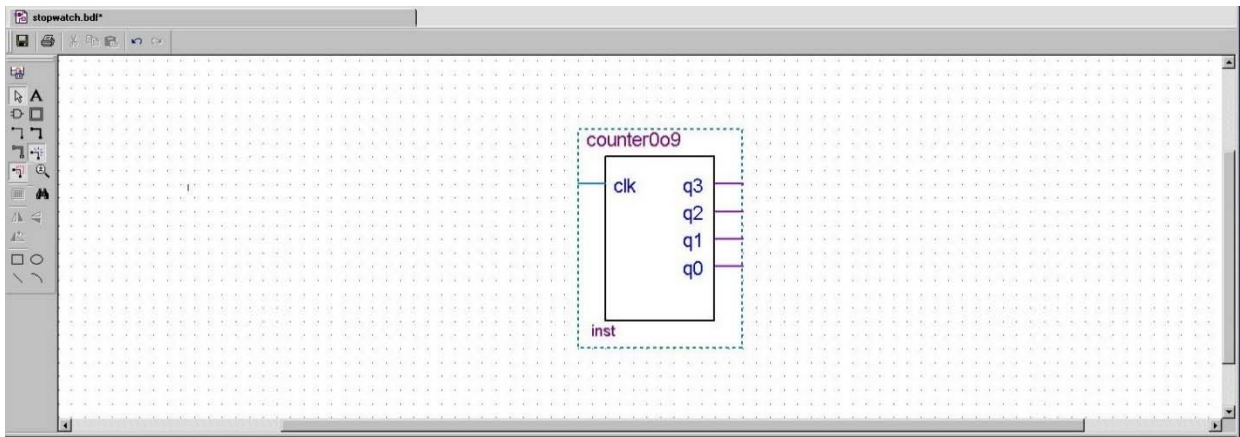 stopwatch.bdf*
A
counter0o9
clk q3
q2
q1
q0
inst